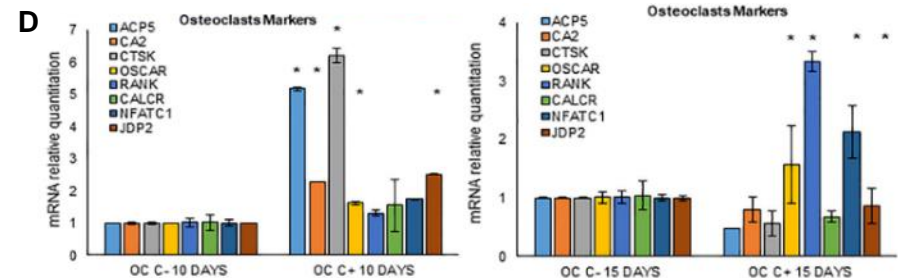 D
Osteoclasts Markers
mRNA relative quantitation
7
6
5
4
3
2
1
0
ACP5
CA2
CTSK
OSCAR
RANK
CALCR
NFATC1
JDP2
* * * * *
OC C- 10 DAYS
OC C+ 10 DAYS
Osteoclasts Markers
mRNA relative quantitation
4
3
2
1
0
ACP5
CA2
CTSK
OSCAR
RANK
CALCR
NFATC1
JDP2
* * * *
OC C- 15 DAYS
OC C+ 15 DAYS